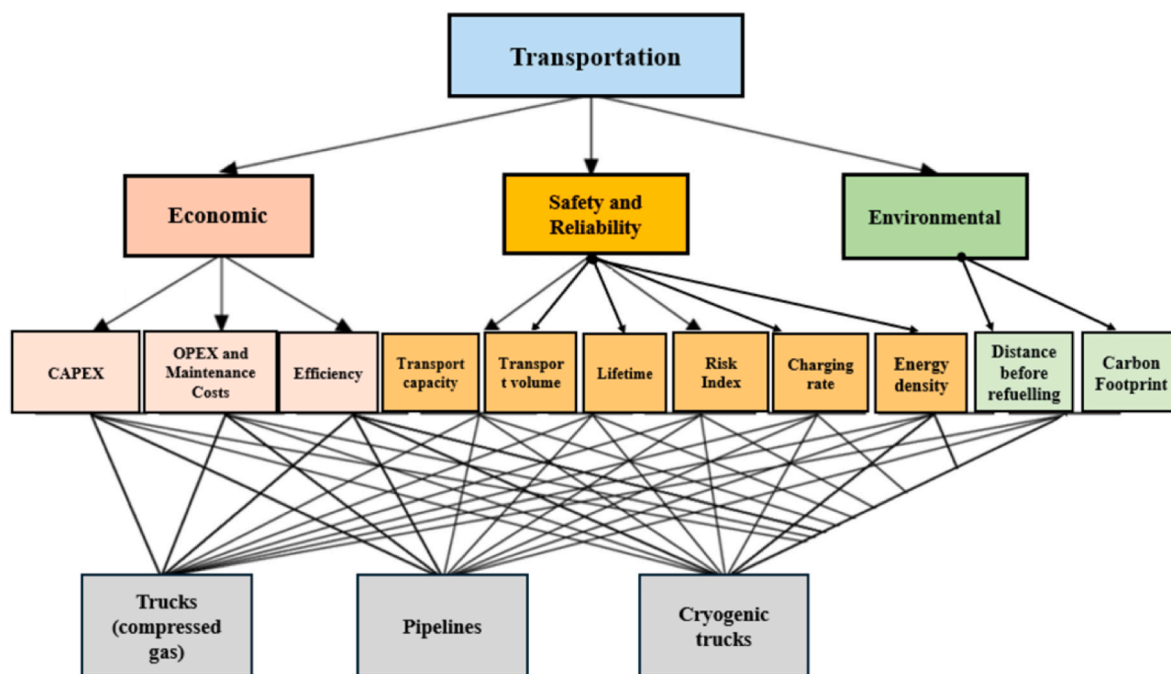 Transportation
Economic
Safety and
Reliability
Environmental
CAPEX
OPEX and
Maintenance
Costs
Efficiency
Transport
capacity
Transpor
t volume
Lifetime
Risk
Index
Charging
rate
Energy
density
Distance
before
refuelling
Carbon
Footprint
Trucks
(compressed
gas)
Pipelines
Cryogenic
trucks